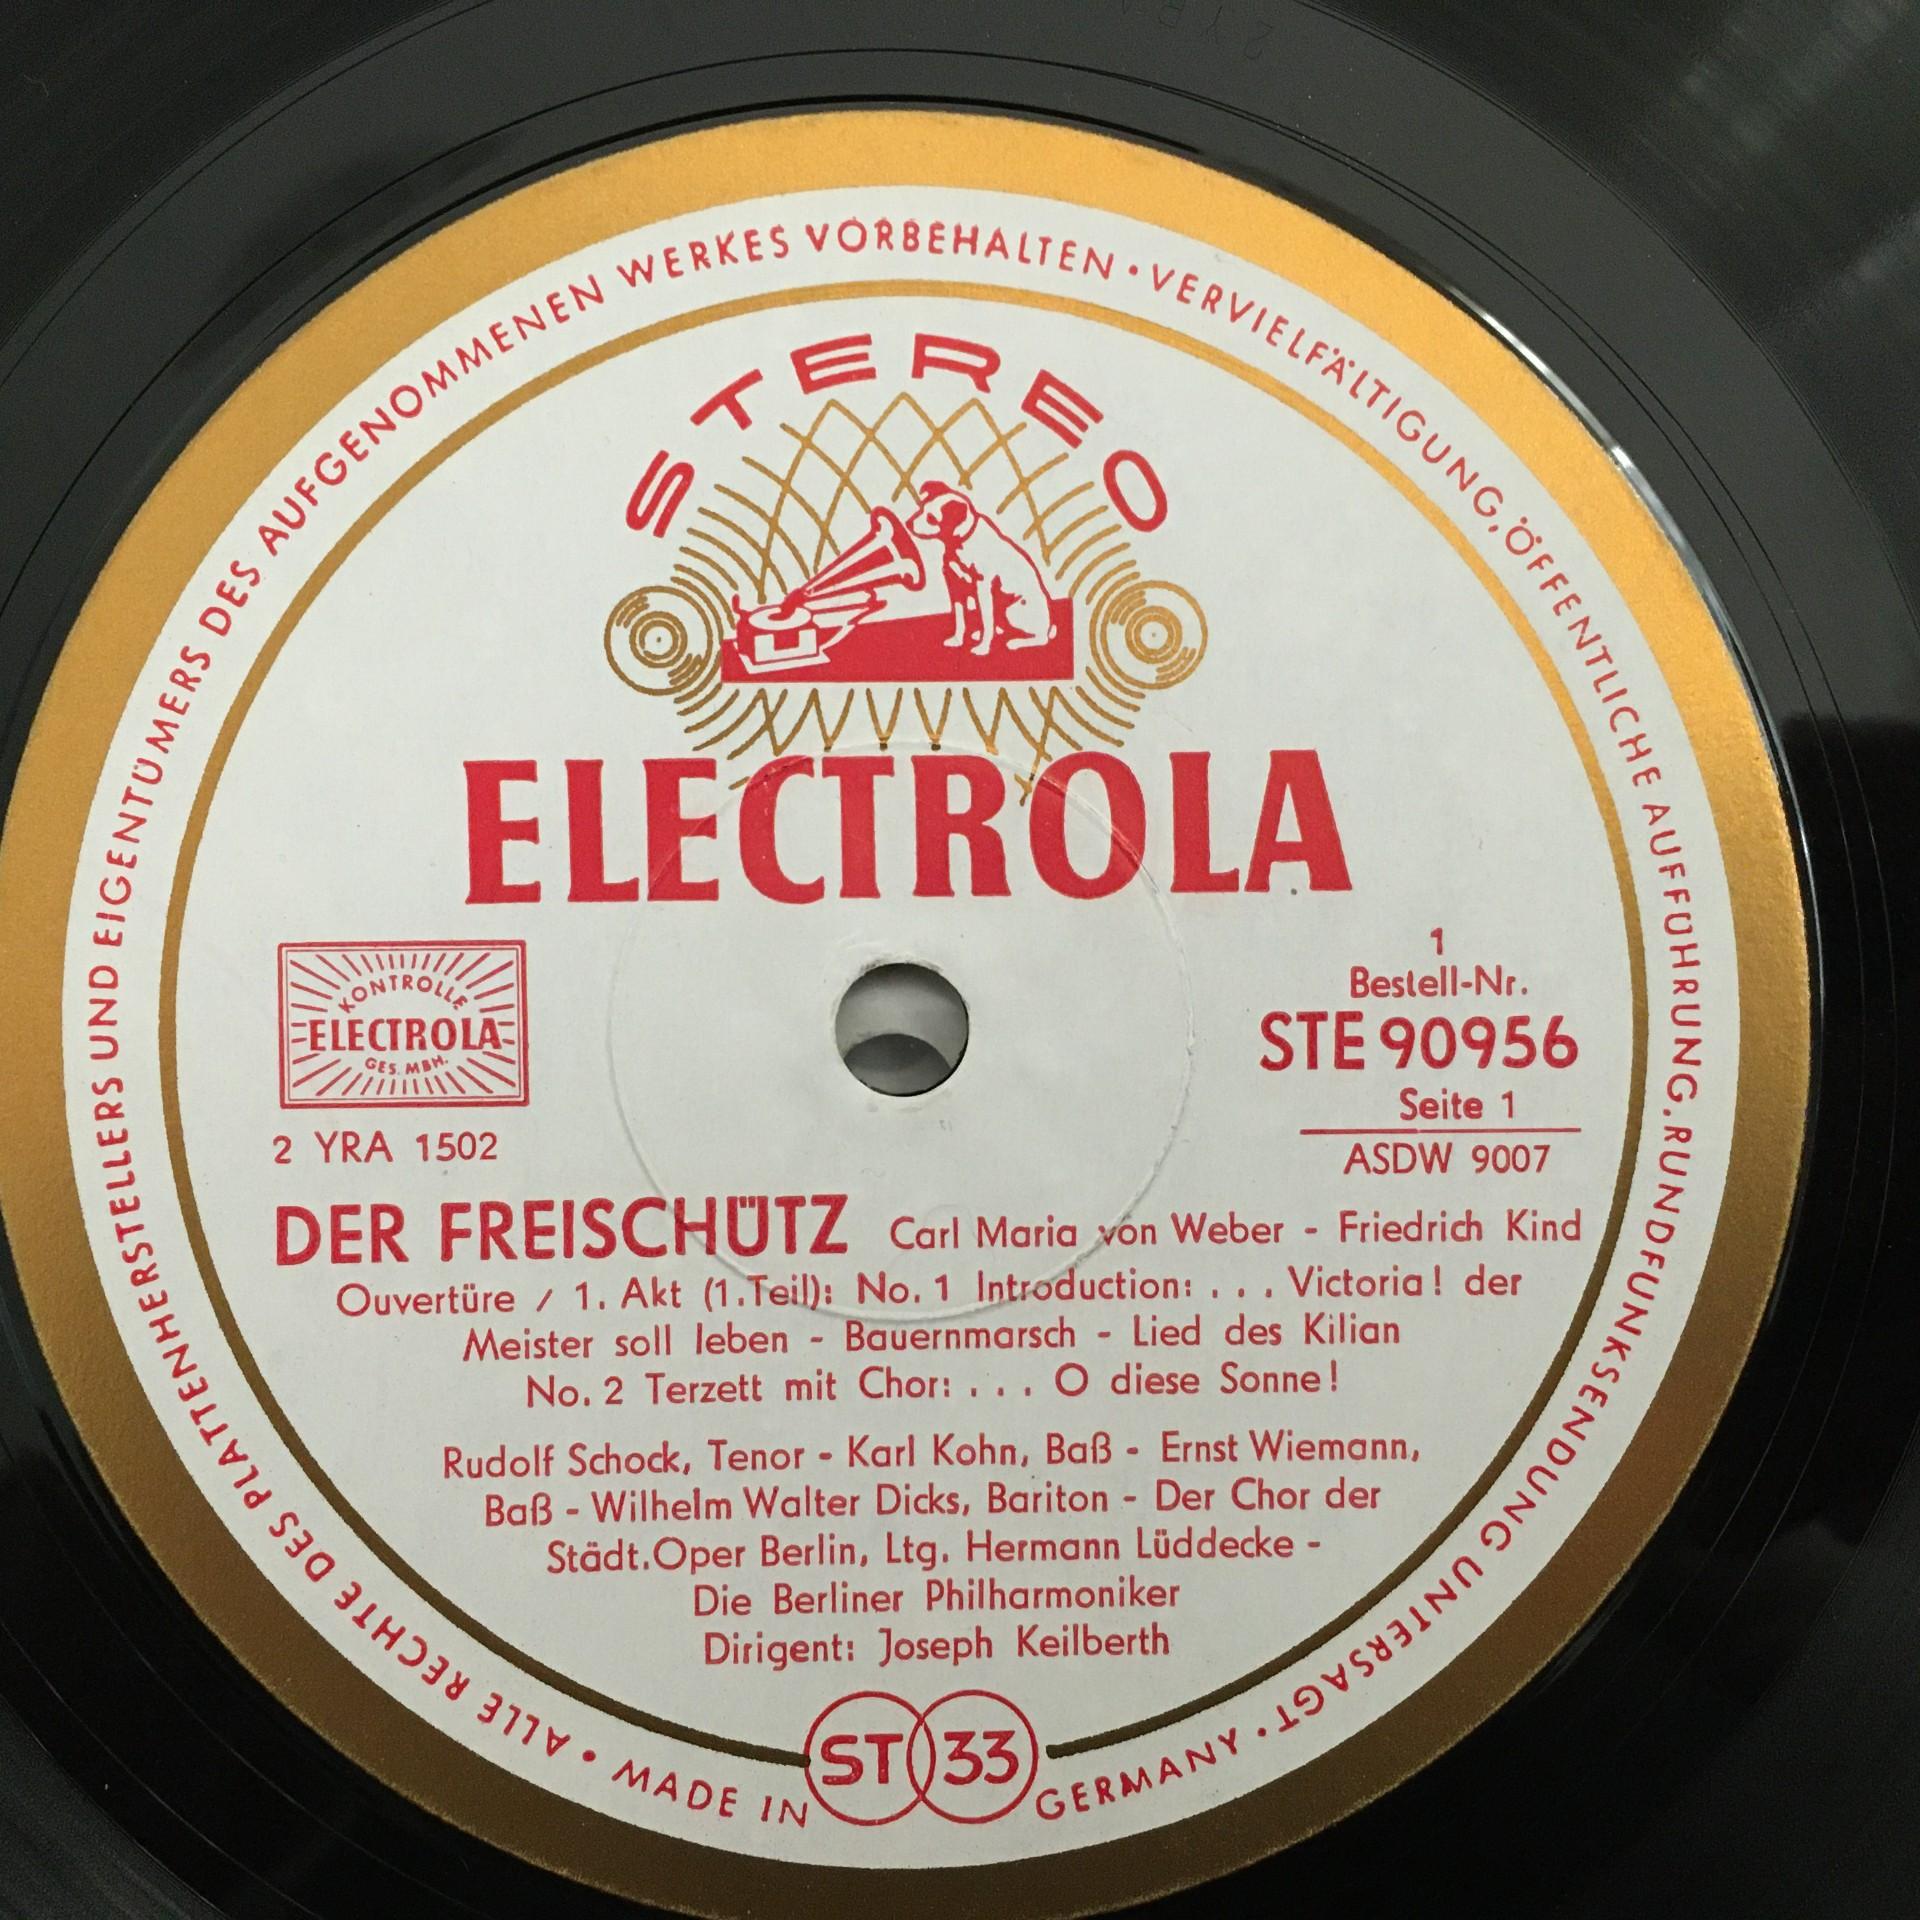 ALLE RECHTE DES PLATTENHERSTELLERS UND EIGENTÜMERS DES AUFGENOMMENEN WERKES VORBEHALTEN · VERVIELFÄLTIGUNG, ÖFFENTLICHE AUFFÜHRUNG, RUNDFUNKSENDUNG UNTERSAGT ·
STEREO
ELECTROLA
KONTROLLE
ELECTROLA
GES. MBH.
2 YRA 1502
1
Bestell-Nr.
STE 90956
Seite 1
ASDW 9007
DER FREISCHÜTZ Carl Maria von Weber - Friedrich Kind
Ouvertüre / 1. Akt (1.Teil): No. 1 Introduction: . . . Victoria! der
Meister soll leben - Bauernmarsch - Lied des Kilian
No. 2 Terzett mit Chor: . . . O diese Sonne!
Rudolf Schock, Tenor - Karl Kohn, Baß - Ernst Wiemann,
Baß - Wilhelm Walter Dicks, Bariton - Der Chor der
Städt.Oper Berlin, Ltg. Hermann Lüddecke -
Die Berliner Philharmoniker
Dirigent: Joseph Keilberth
ST 33
MADE IN GERMANY